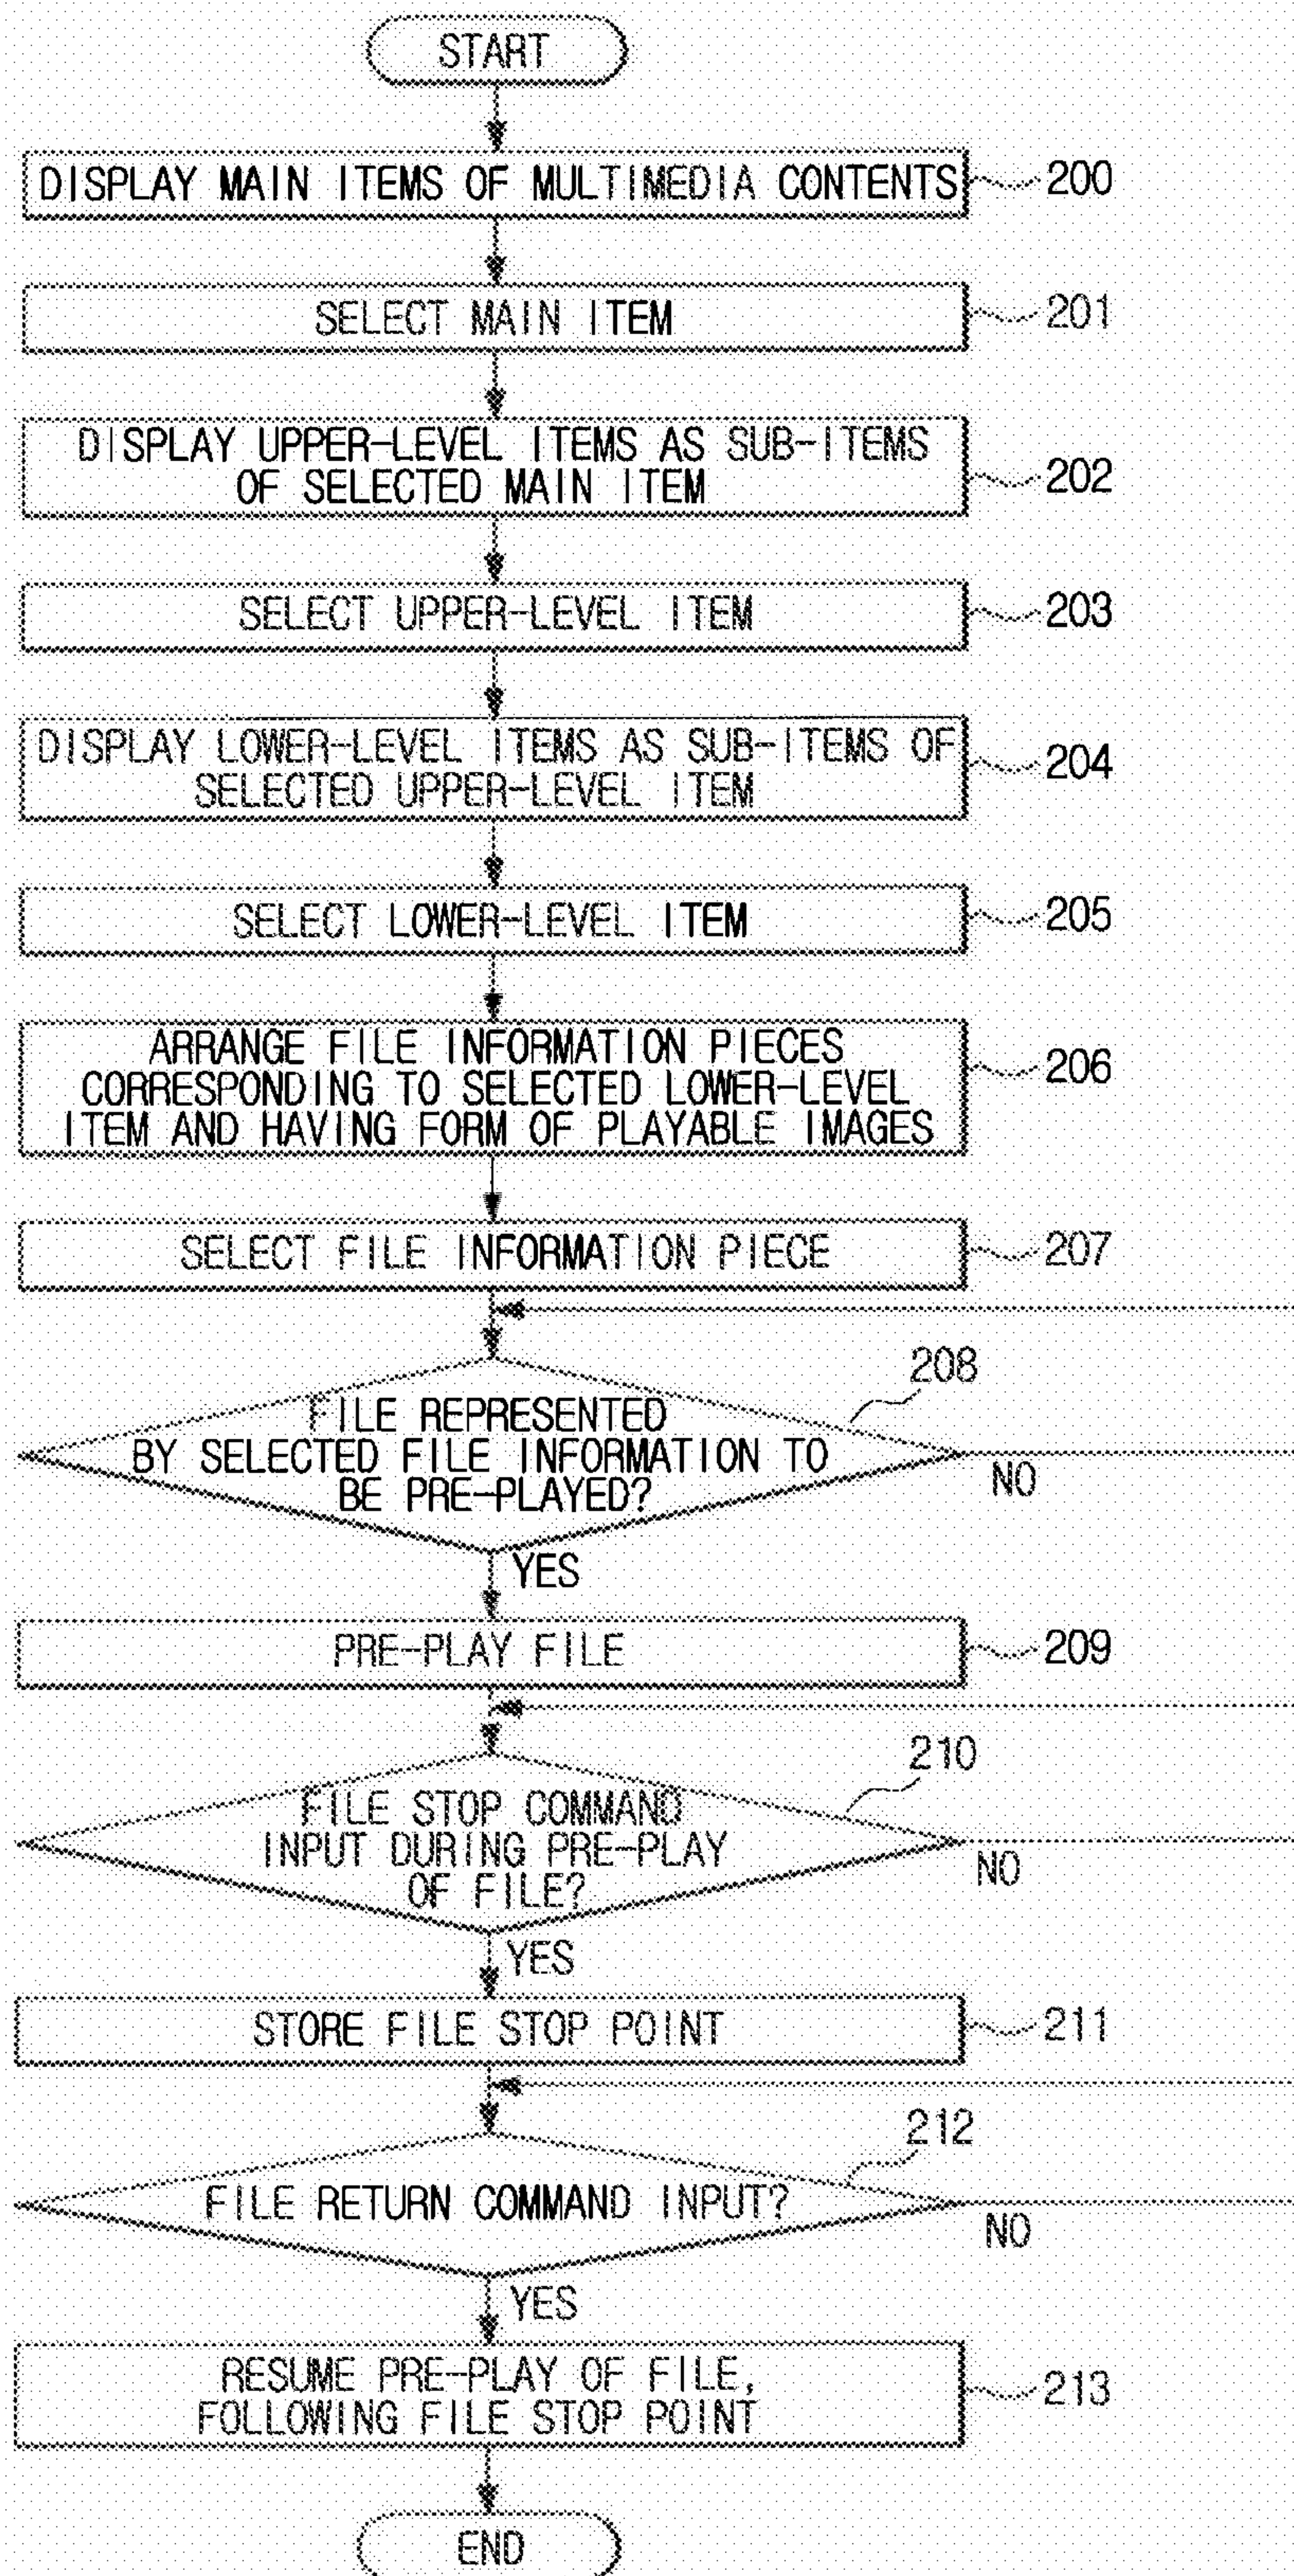 START
DISPLAY MAIN ITEMS OF MULTIMEDIA CONTENTS
200
SELECT MAIN ITEM
201
DISPLAY UPPER-LEVEL ITEMS AS SUB-ITEMS
OF SELECTED MAIN ITEM
202
SELECT UPPER-LEVEL ITEM
203
DISPLAY LOWER-LEVEL ITEMS AS SUB-ITEMS OF
SELECTED UPPER-LEVEL ITEM
204
SELECT LOWER-LEVEL ITEM
205
ARRANGE FILE INFORMATION PIECES
CORRESPONDING TO SELECTED LOWER-LEVEL
ITEM AND HAVING FORM OF PLAYABLE IMAGES
206
SELECT FILE INFORMATION PIECE
207
208
FILE REPRESENTED
BY SELECTED FILE INFORMATION TO
BE PRE-PLAYED?
NO
YES
PRE-PLAY FILE
209
210
FILE STOP COMMAND
INPUT DURING PRE-PLAY
OF FILE?
NO
YES
STORE FILE STOP POINT
211
212
FILE RETURN COMMAND INPUT?
NO
YES
RESUME PRE-PLAY OF FILE,
FOLLOWING FILE STOP POINT
213
END